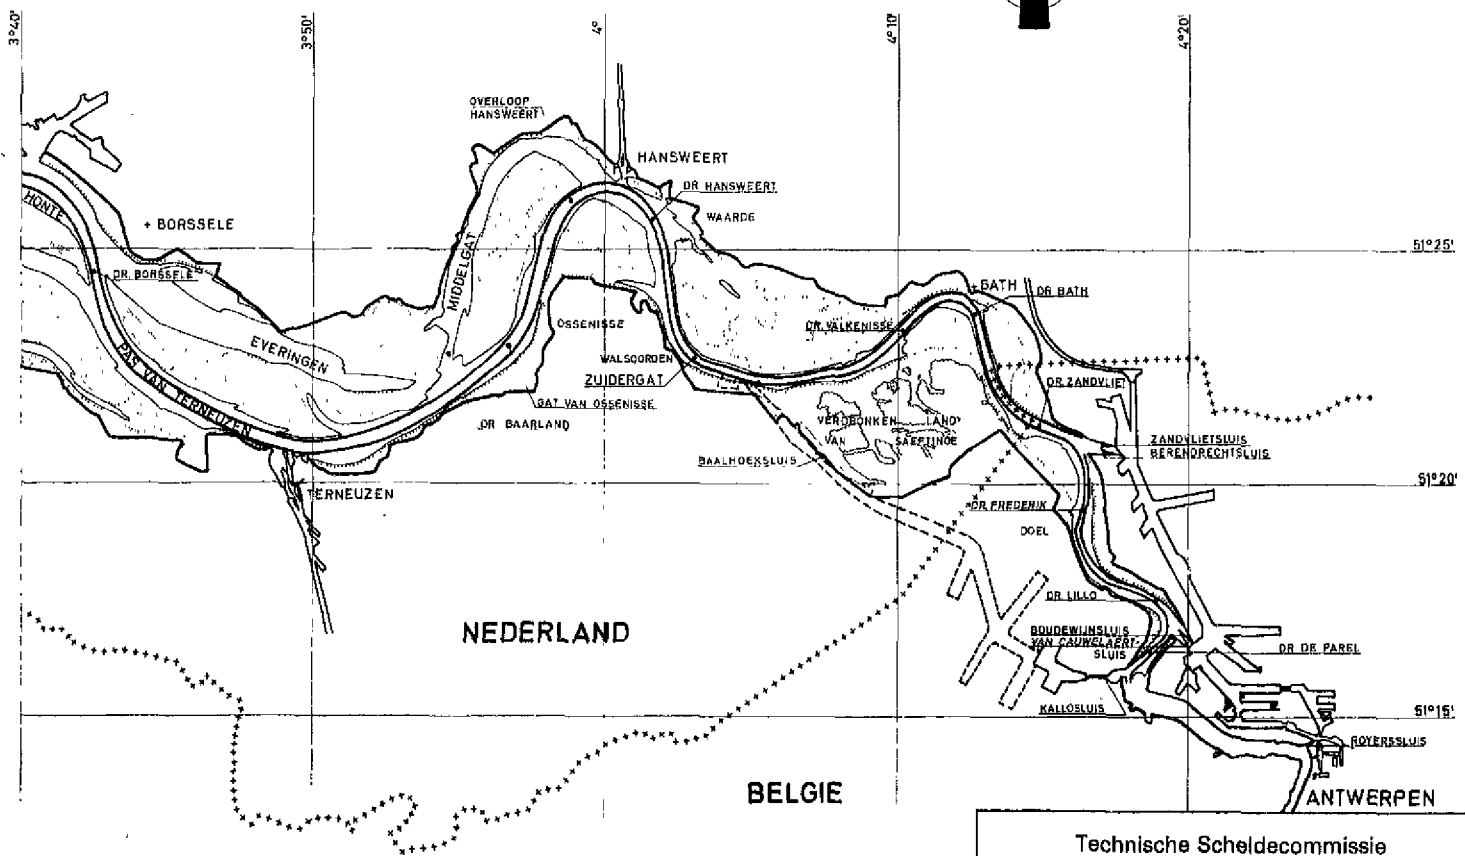 3°40'
3°50'
4°
4°10'
4°20'
OVERLOOP
HANSWEERT
HANSWEERT
DR HANSWEERT
WAARDE
HONTE
+ BORSSELE
51°25'
DR. BORSSELE
MIDDELGAT
BATH
DR BATH
OSSENISSE
DR. VALKENISSE
EVERINGEN
WALSOORDEN
PAS VAN TERNEUZEN
ZUIDERGAT
DR ZANDVLIET
GAT VAN OSSENISSE
DR BAARLAND
VERDRONKEN LAND
VAN SAEFTINGE
ZANDVLIETSLUIS
BERENDRECHTSLUIS
BAALHOEKSLUIS
51°20'
TERNEUZEN
DR. FREDERIK
DOEL
DR. LILLO
NEDERLAND
BOUDEWIJNSLUIS
VAN CAUWELAERT-
SLUIS
DR DE PAREL
KALLOSLUIS
51°15'
ROYERSSLUIS
BELGIE
ANTWERPEN
Technische Scheldecommissie